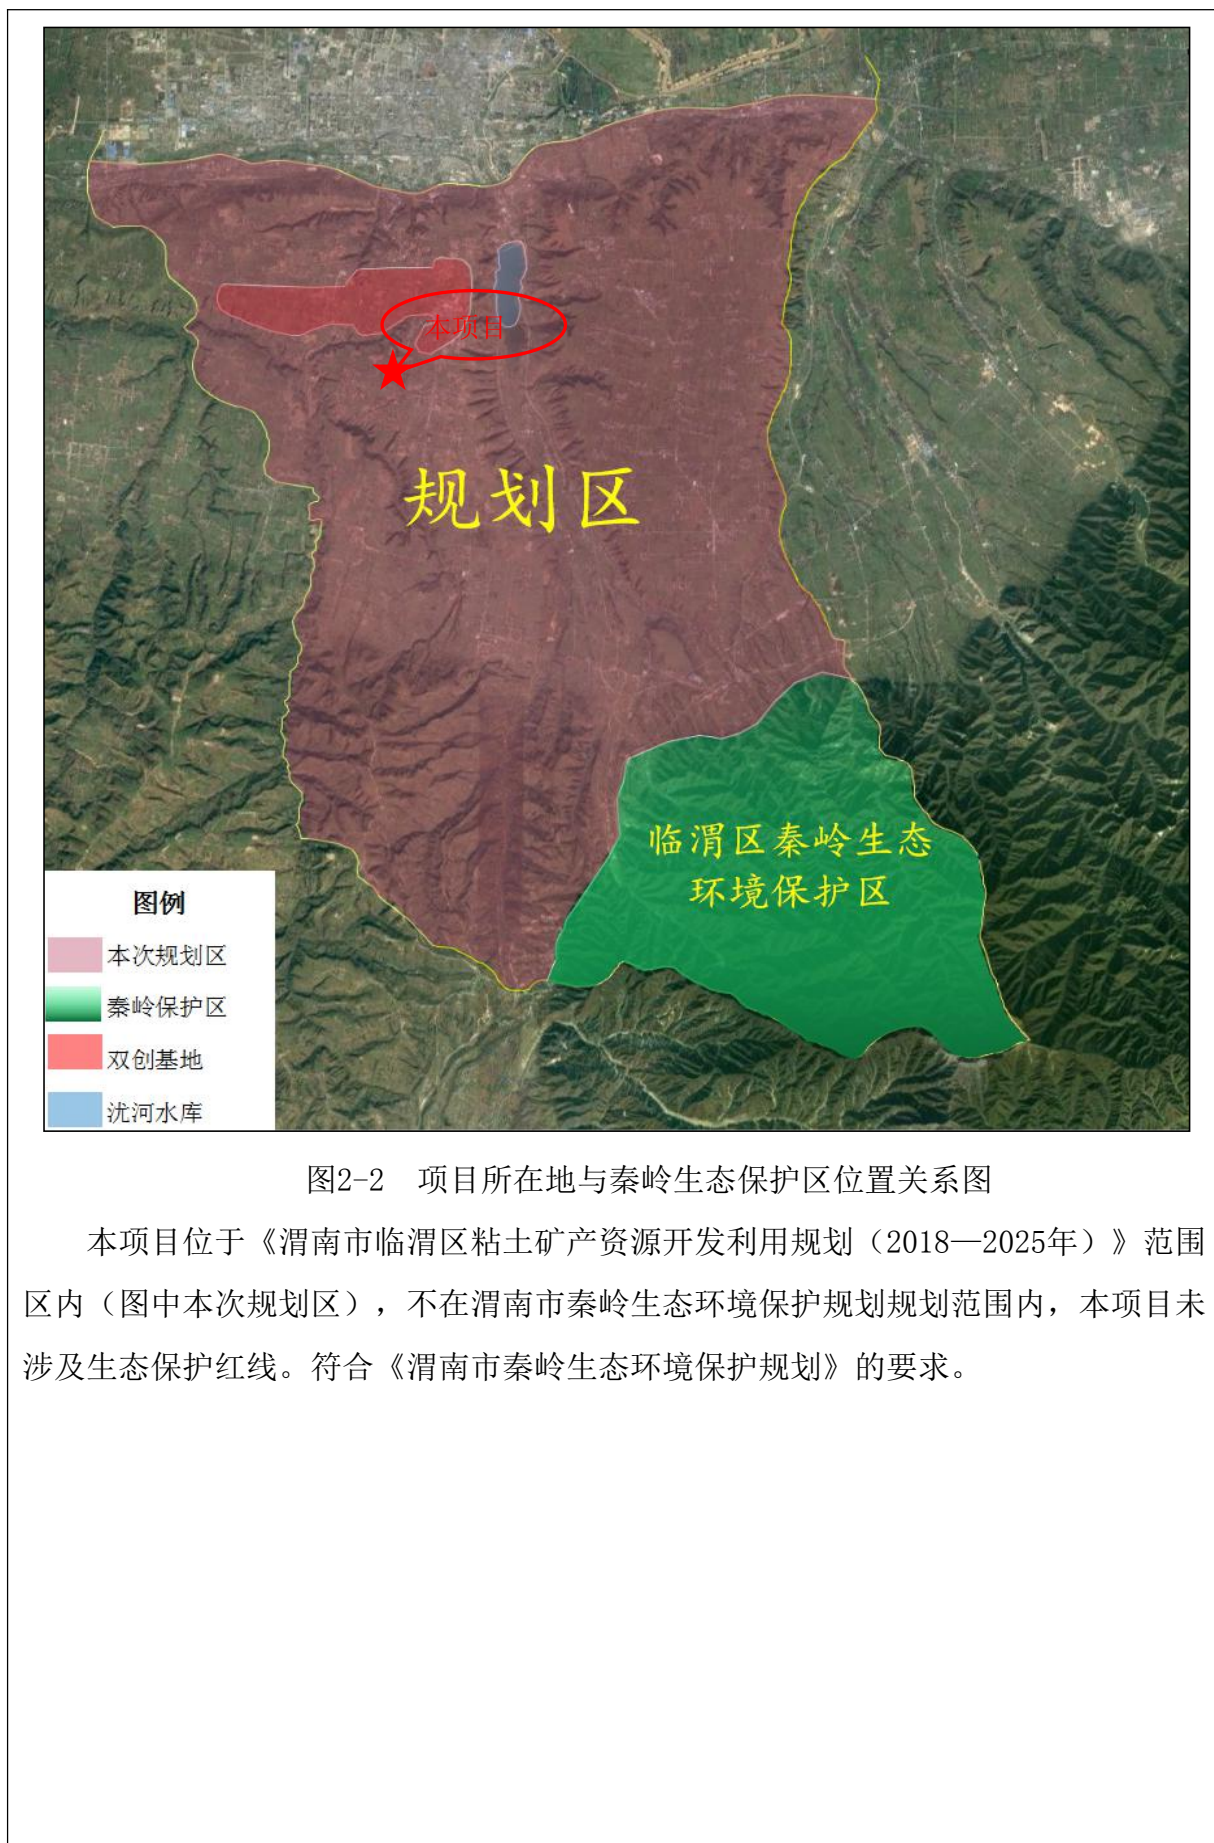 本项目
规划区
临渭区秦岭生态
环境保护区
图例
本次规划区
秦岭保护区
双创基地
沋河水库
图2-2 项目所在地与秦岭生态保护区位置关系图
本项目位于《渭南市临渭区粘土矿产资源开发利用规划（2018—2025年）》范围
区内（图中本次规划区），不在渭南市秦岭生态环境保护规划规划范围内，本项目未
涉及生态保护红线。符合《渭南市秦岭生态环境保护规划》的要求。